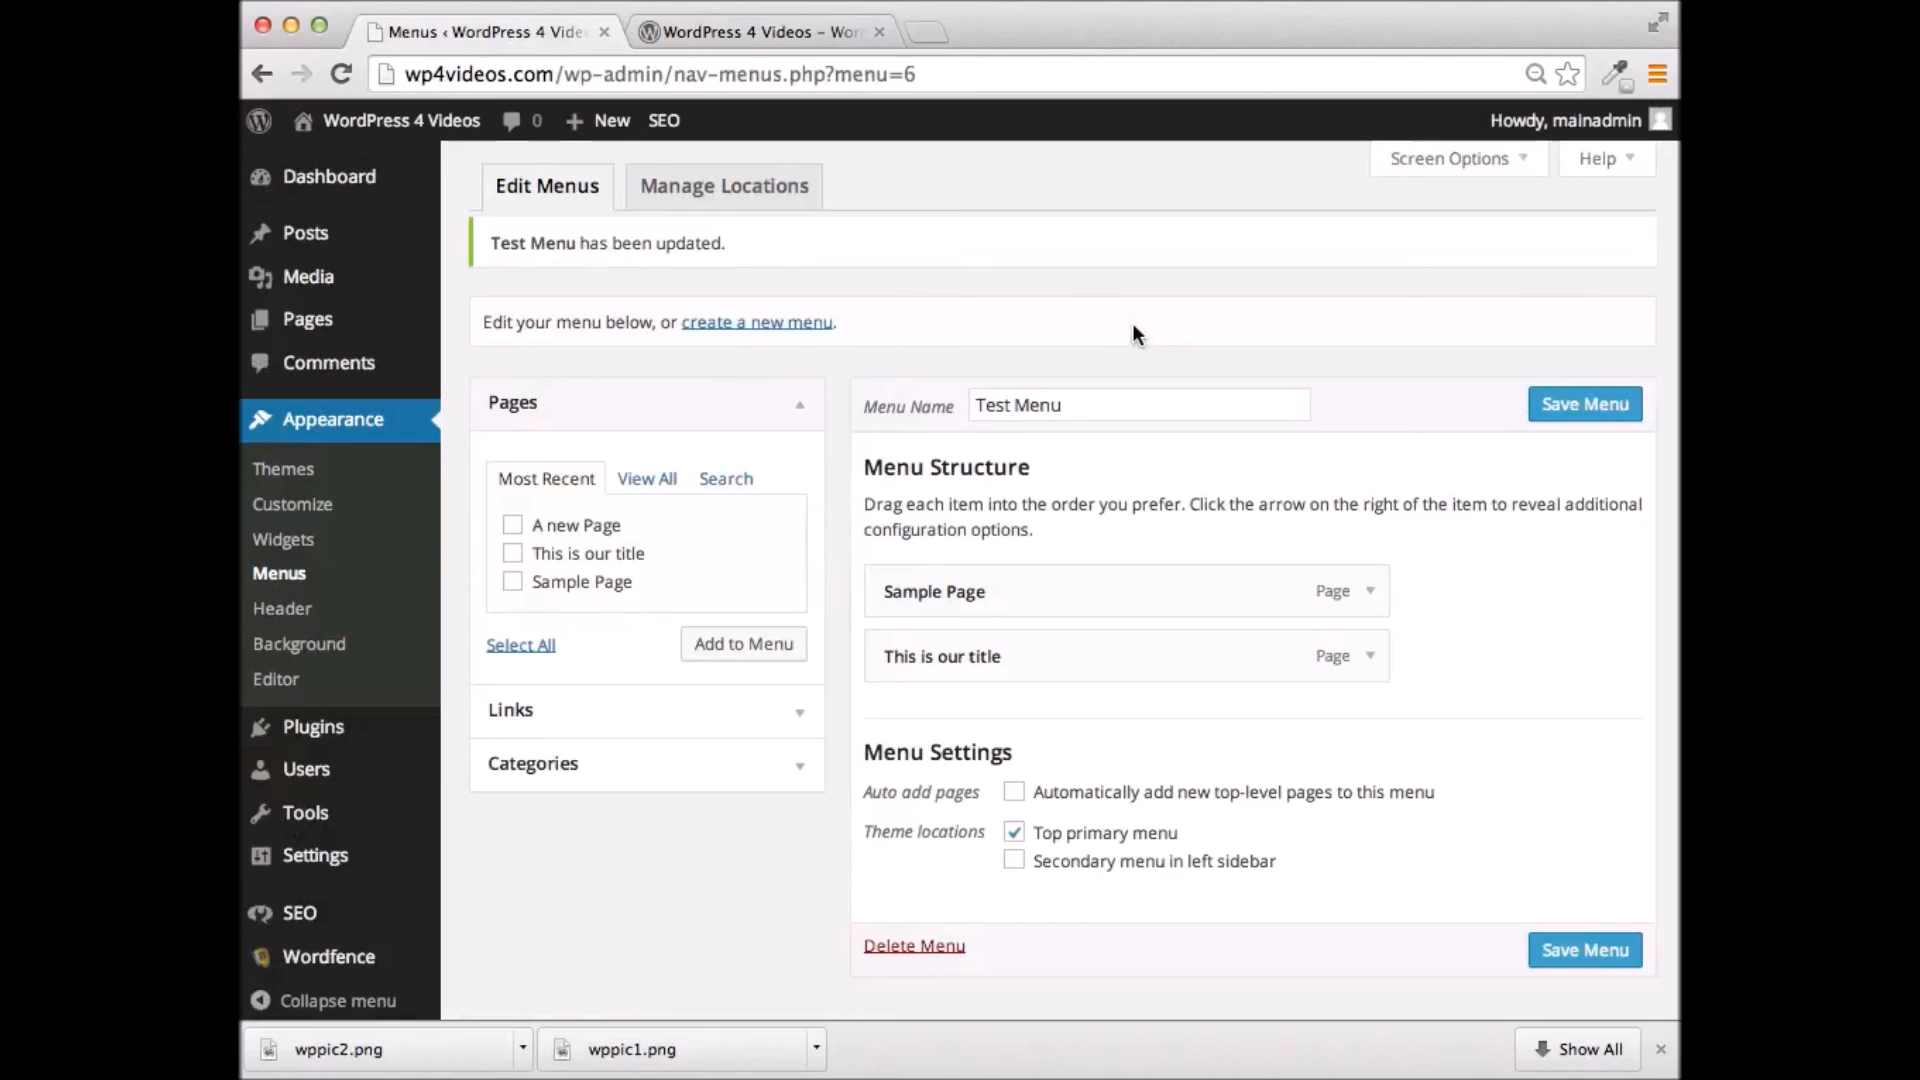 Menus ‹ WordPress 4 Vide
WordPress 4 Videos – Wor
wp4videos.com/wp-admin/nav-menus.php?menu=6
WordPress 4 Videos
0
New
SEO
Howdy, mainadmin
Dashboard
Posts
Media
Pages
Comments
Appearance
Themes
Customize
Widgets
Menus
Header
Background
Editor
Plugins
Users
Tools
Settings
SEO
Wordfence
Collapse menu
Screen Options
Help
Edit Menus
Manage Locations
Test Menu has been updated.
Edit your menu below, or create a new menu.
Pages
Most Recent
View All
Search
A new Page
This is our title
Sample Page
Select All
Add to Menu
Links
Categories
Menu Name
Test Menu
Save Menu
Menu Structure
Drag each item into the order you prefer. Click the arrow on the right of the item to reveal additional
configuration options.
Sample Page
Page
This is our title
Page
Menu Settings
Auto add pages
Automatically add new top-level pages to this menu
Theme locations
Top primary menu
Secondary menu in left sidebar
Delete Menu
Save Menu
wppic2.png
wppic1.png
Show All